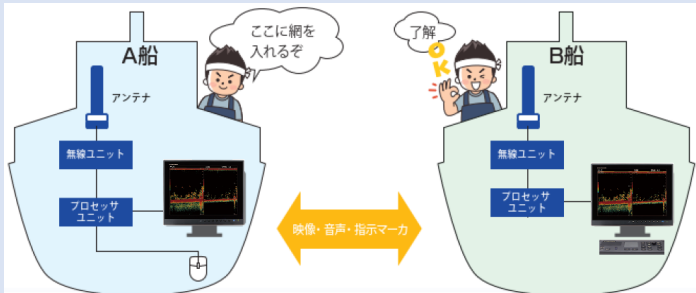 ここに網を
入れるぞ
A船
アンテナ
無線ユニット
プロセッサ
ユニット
映像・音声・指示マーカ
了解
OK
B船
アンテナ
無線ユニット
プロセッサ
ユニット